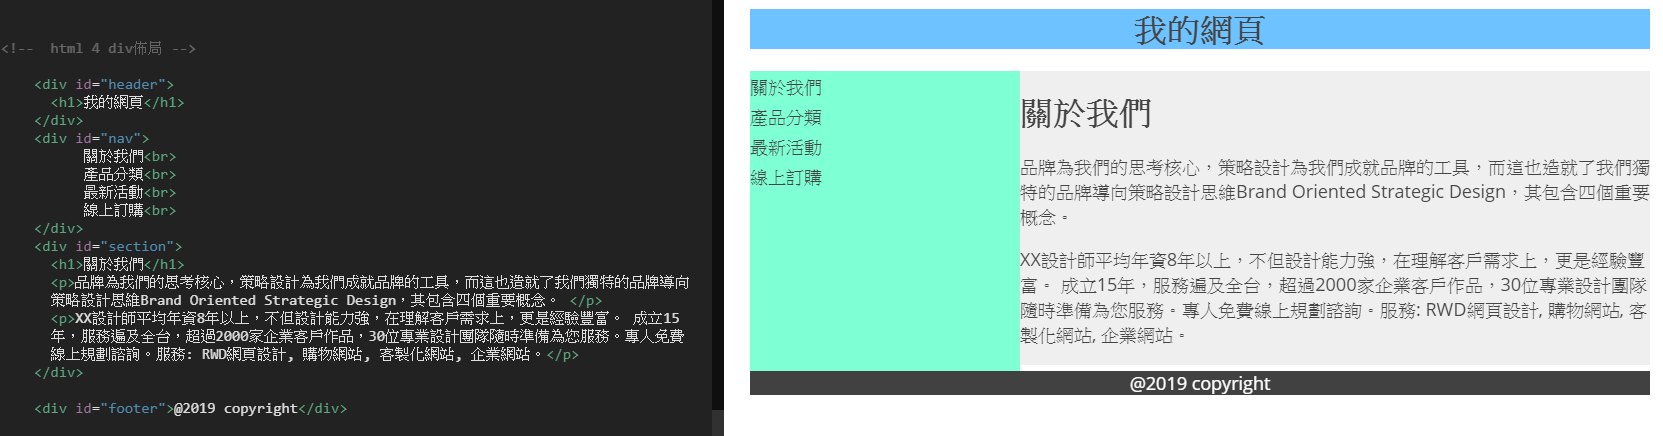 <!--  html 4 div佈局 -->
<div id="header">
<h1>我的網頁</h1>
</div>
<div id="nav">
關於我們<br>
產品分類<br>
最新活動<br>
線上訂購<br>
</div>
<div id="section">
<h1>關於我們</h1>
<p>品牌為我們的思考核心，策略設計為我們成就品牌的工具，而這也造就了我們獨特的品牌導向
策略設計思維Brand Oriented Strategic Design，其包含四個重要概念。 </p>
<p>XX設計師平均年資8年以上，不但設計能力強，在理解客戶需求上，更是經驗豐富。 成立15
年，服務遍及全台，超過2000家企業客戶作品，30位專業設計團隊隨時準備為您服務。專人免費
線上規劃諮詢。服務: RWD網頁設計, 購物網站, 客製化網站, 企業網站。</p>
</div>
<div id="footer">@2019 copyright</div>
我的網頁
關於我們
產品分類
最新活動
線上訂購
關於我們
品牌為我們的思考核心，策略設計為我們成就品牌的工具，而這也造就了我們獨
特的品牌導向策略設計思維Brand Oriented Strategic Design，其包含四個重要
概念。
XX設計師平均年資8年以上，不但設計能力強，在理解客戶需求上，更是經驗豐
富。 成立15年，服務遍及全台，超過2000家企業客戶作品，30位專業設計團隊
隨時準備為您服務。專人免費線上規劃諮詢。服務: RWD網頁設計, 購物網站, 客
製化網站, 企業網站。
@2019 copyright